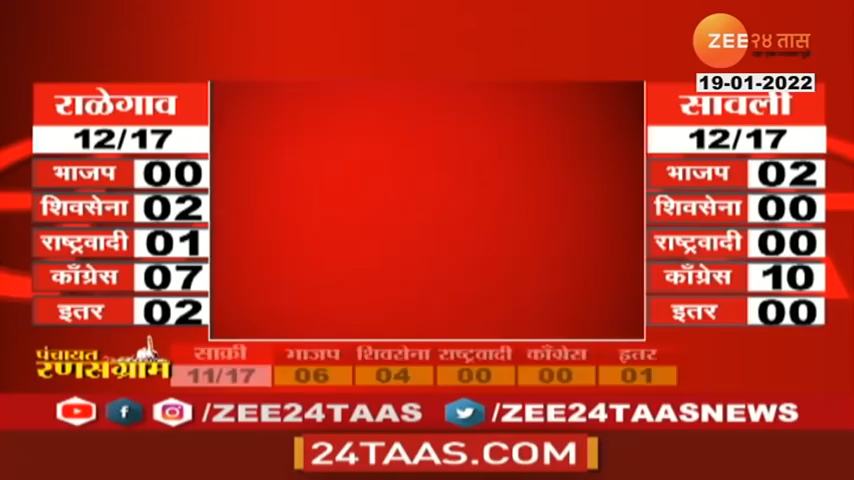 ZEE २४ तास
19-01-2022
राळेगाव
12/17
भाजप 00
शिवसेना 02
राष्ट्रवादी 01
काँग्रेस 07
इतर 02
सावली
12/17
भाजप 02
शिवसेना 00
राष्ट्रवादी 00
काँग्रेस 10
इतर 00
पंचायत
रणसंग्राम
साक्री भाजप शिवसेना राष्ट्रवादी काँग्रेस इतर
11/17 06 04 00 00 01
/ZEE24TAAS /ZEE24TAASNEWS
24TAAS.COM